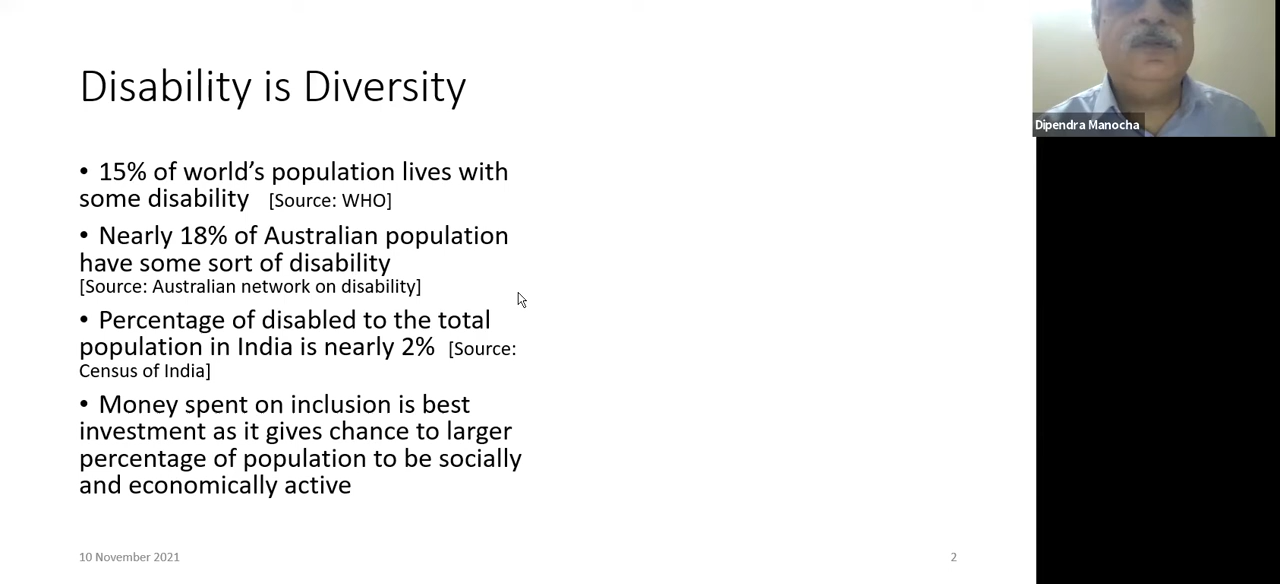 Disability is Diversity
• 15% of world’s population lives with
some disability [Source: WHO]
• Nearly 18% of Australian population
have some sort of disability
[Source: Australian network on disability]
• Percentage of disabled to the total
population in India is nearly 2% [Source:
Census of India]
• Money spent on inclusion is best
investment as it gives chance to larger
percentage of population to be socially
and economically active
10 November 2021
2
Dipendra Manocha